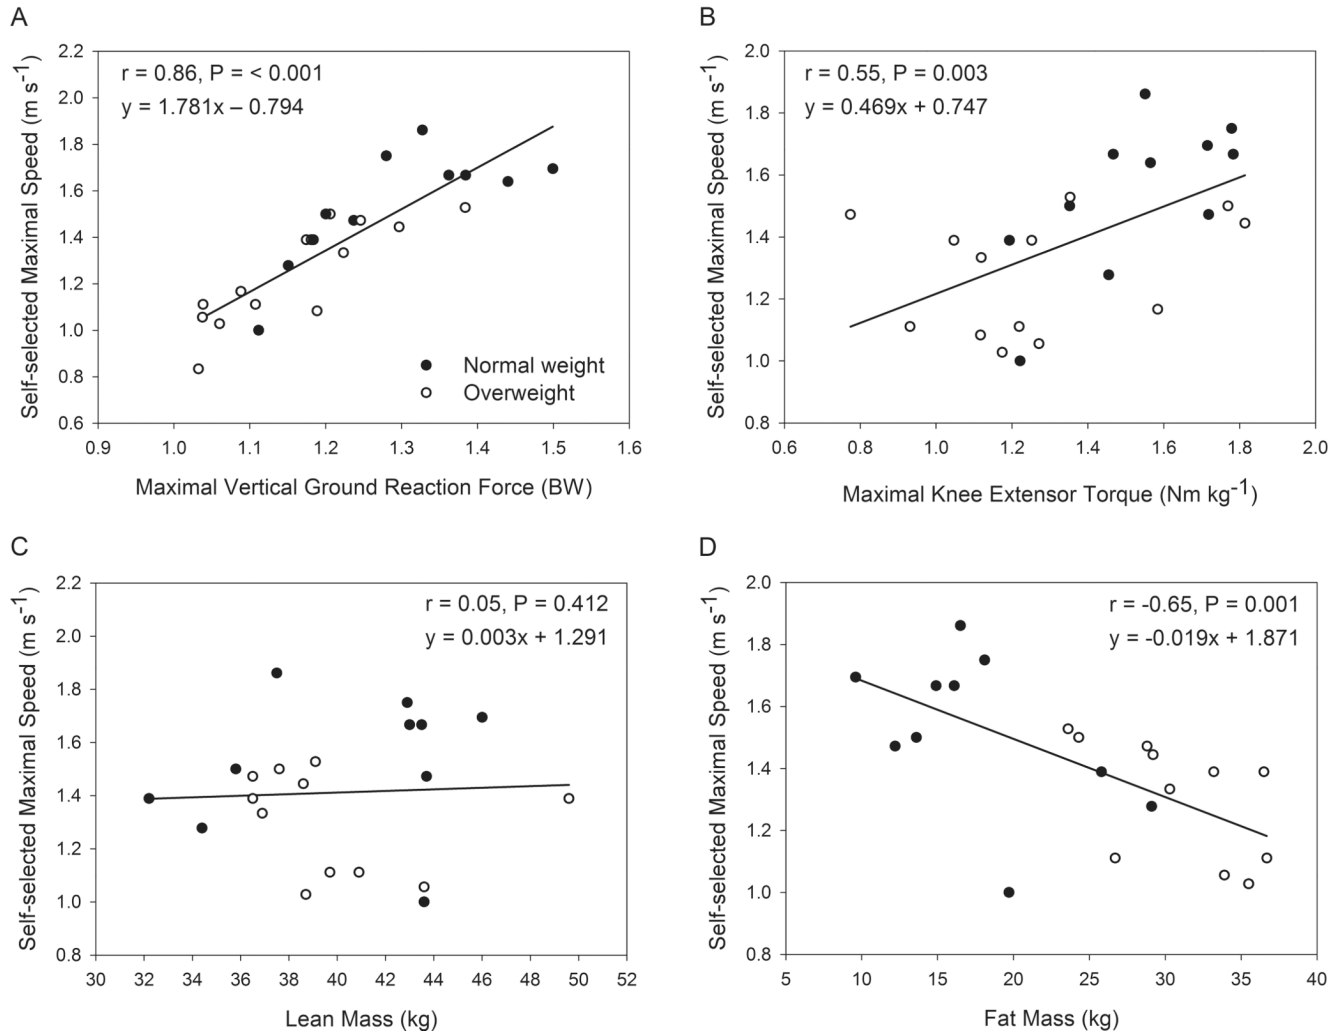 A
Self-selected Maximal Speed (m s⁻¹)
2.2
2.0
1.8
1.6
1.4
1.2
1.0
0.8
0.6
r = 0.86, P = < 0.001
y = 1.781x – 0.794
Normal weight
Overweight
0.9 1.0 1.1 1.2 1.3 1.4 1.5 1.6
Maximal Vertical Ground Reaction Force (BW)
B
Self-selected Maximal Speed (m s⁻¹)
2.0
1.8
1.6
1.4
1.2
1.0
0.8
r = 0.55, P = 0.003
y = 0.469x + 0.747
0.6 0.8 1.0 1.2 1.4 1.6 1.8 2.0
Maximal Knee Extensor Torque (Nm kg⁻¹)
C
Self-selected Maximal Speed (m s⁻¹)
2.2
2.0
1.8
1.6
1.4
1.2
1.0
0.8
r = 0.05, P = 0.412
y = 0.003x + 1.291
30 32 34 36 38 40 42 44 46 48 50 52
Lean Mass (kg)
D
Self-selected Maximal Speed (m s⁻¹)
2.0
1.8
1.6
1.4
1.2
1.0
0.8
r = -0.65, P = 0.001
y = -0.019x + 1.871
5 10 15 20 25 30 35 40
Fat Mass (kg)